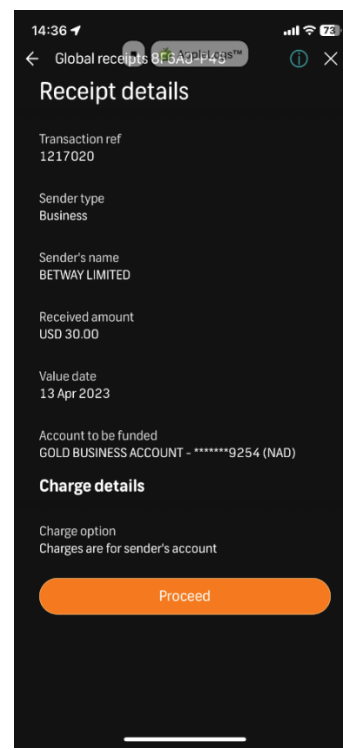 14:36
73
Global receipts
AppleLogs™
Receipt details
Transaction ref
1217020
Sender type
Business
Sender's name
BETWAY LIMITED
Received amount
USD 30.00
Value date
13 Apr 2023
Account to be funded
GOLD BUSINESS ACCOUNT - *******9254 (NAD)
Charge details
Charge option
Charges are for sender's account
Proceed